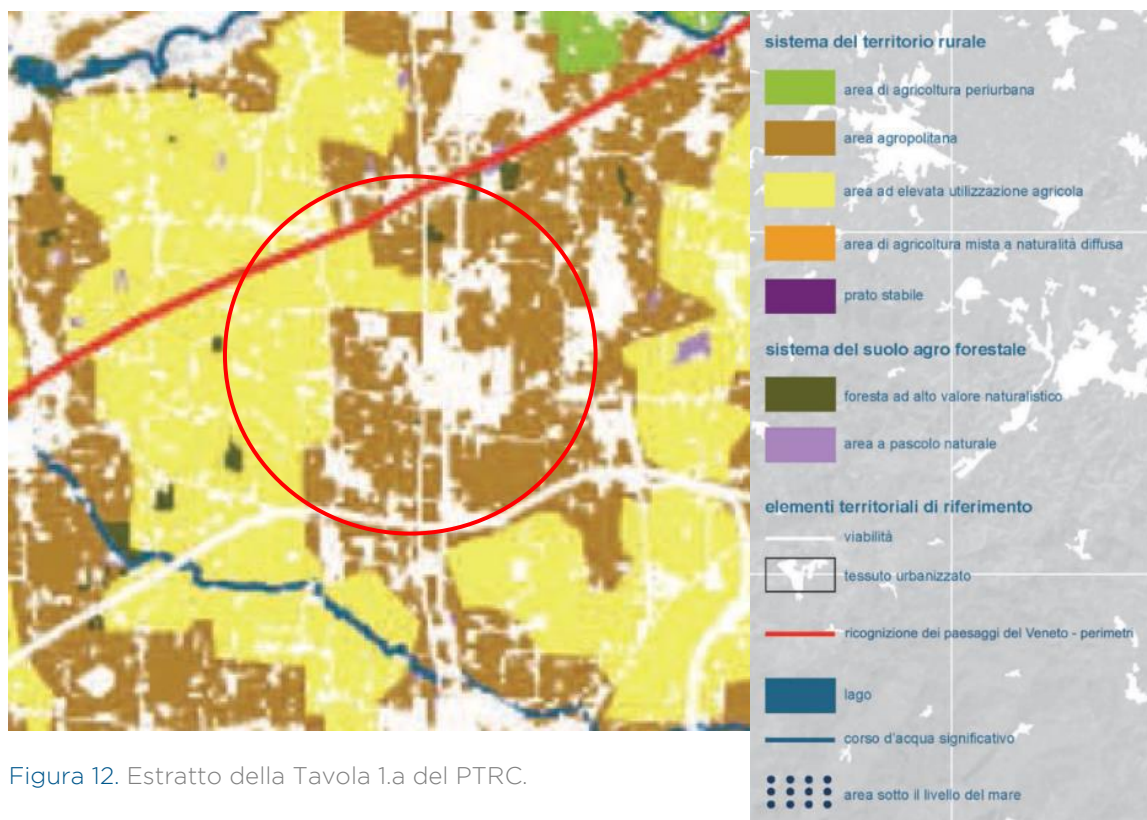 sistema del territorio rurale
area di agricoltura periurbana
area agropolitana
area ad elevata utilizzazione agricola
area di agricoltura mista a naturalità diffusa
prato stabile
sistema del suolo agro forestale
foresta ad alto valore naturalistico
area a pascolo naturale
elementi territoriali di riferimento
viabilità
tessuto urbanizzato
ricognizione dei paesaggi del Veneto - perimetri
lago
corso d'acqua significativo
area sotto il livello del mare
Figura 12. Estratto della Tavola 1.a del PTRC.